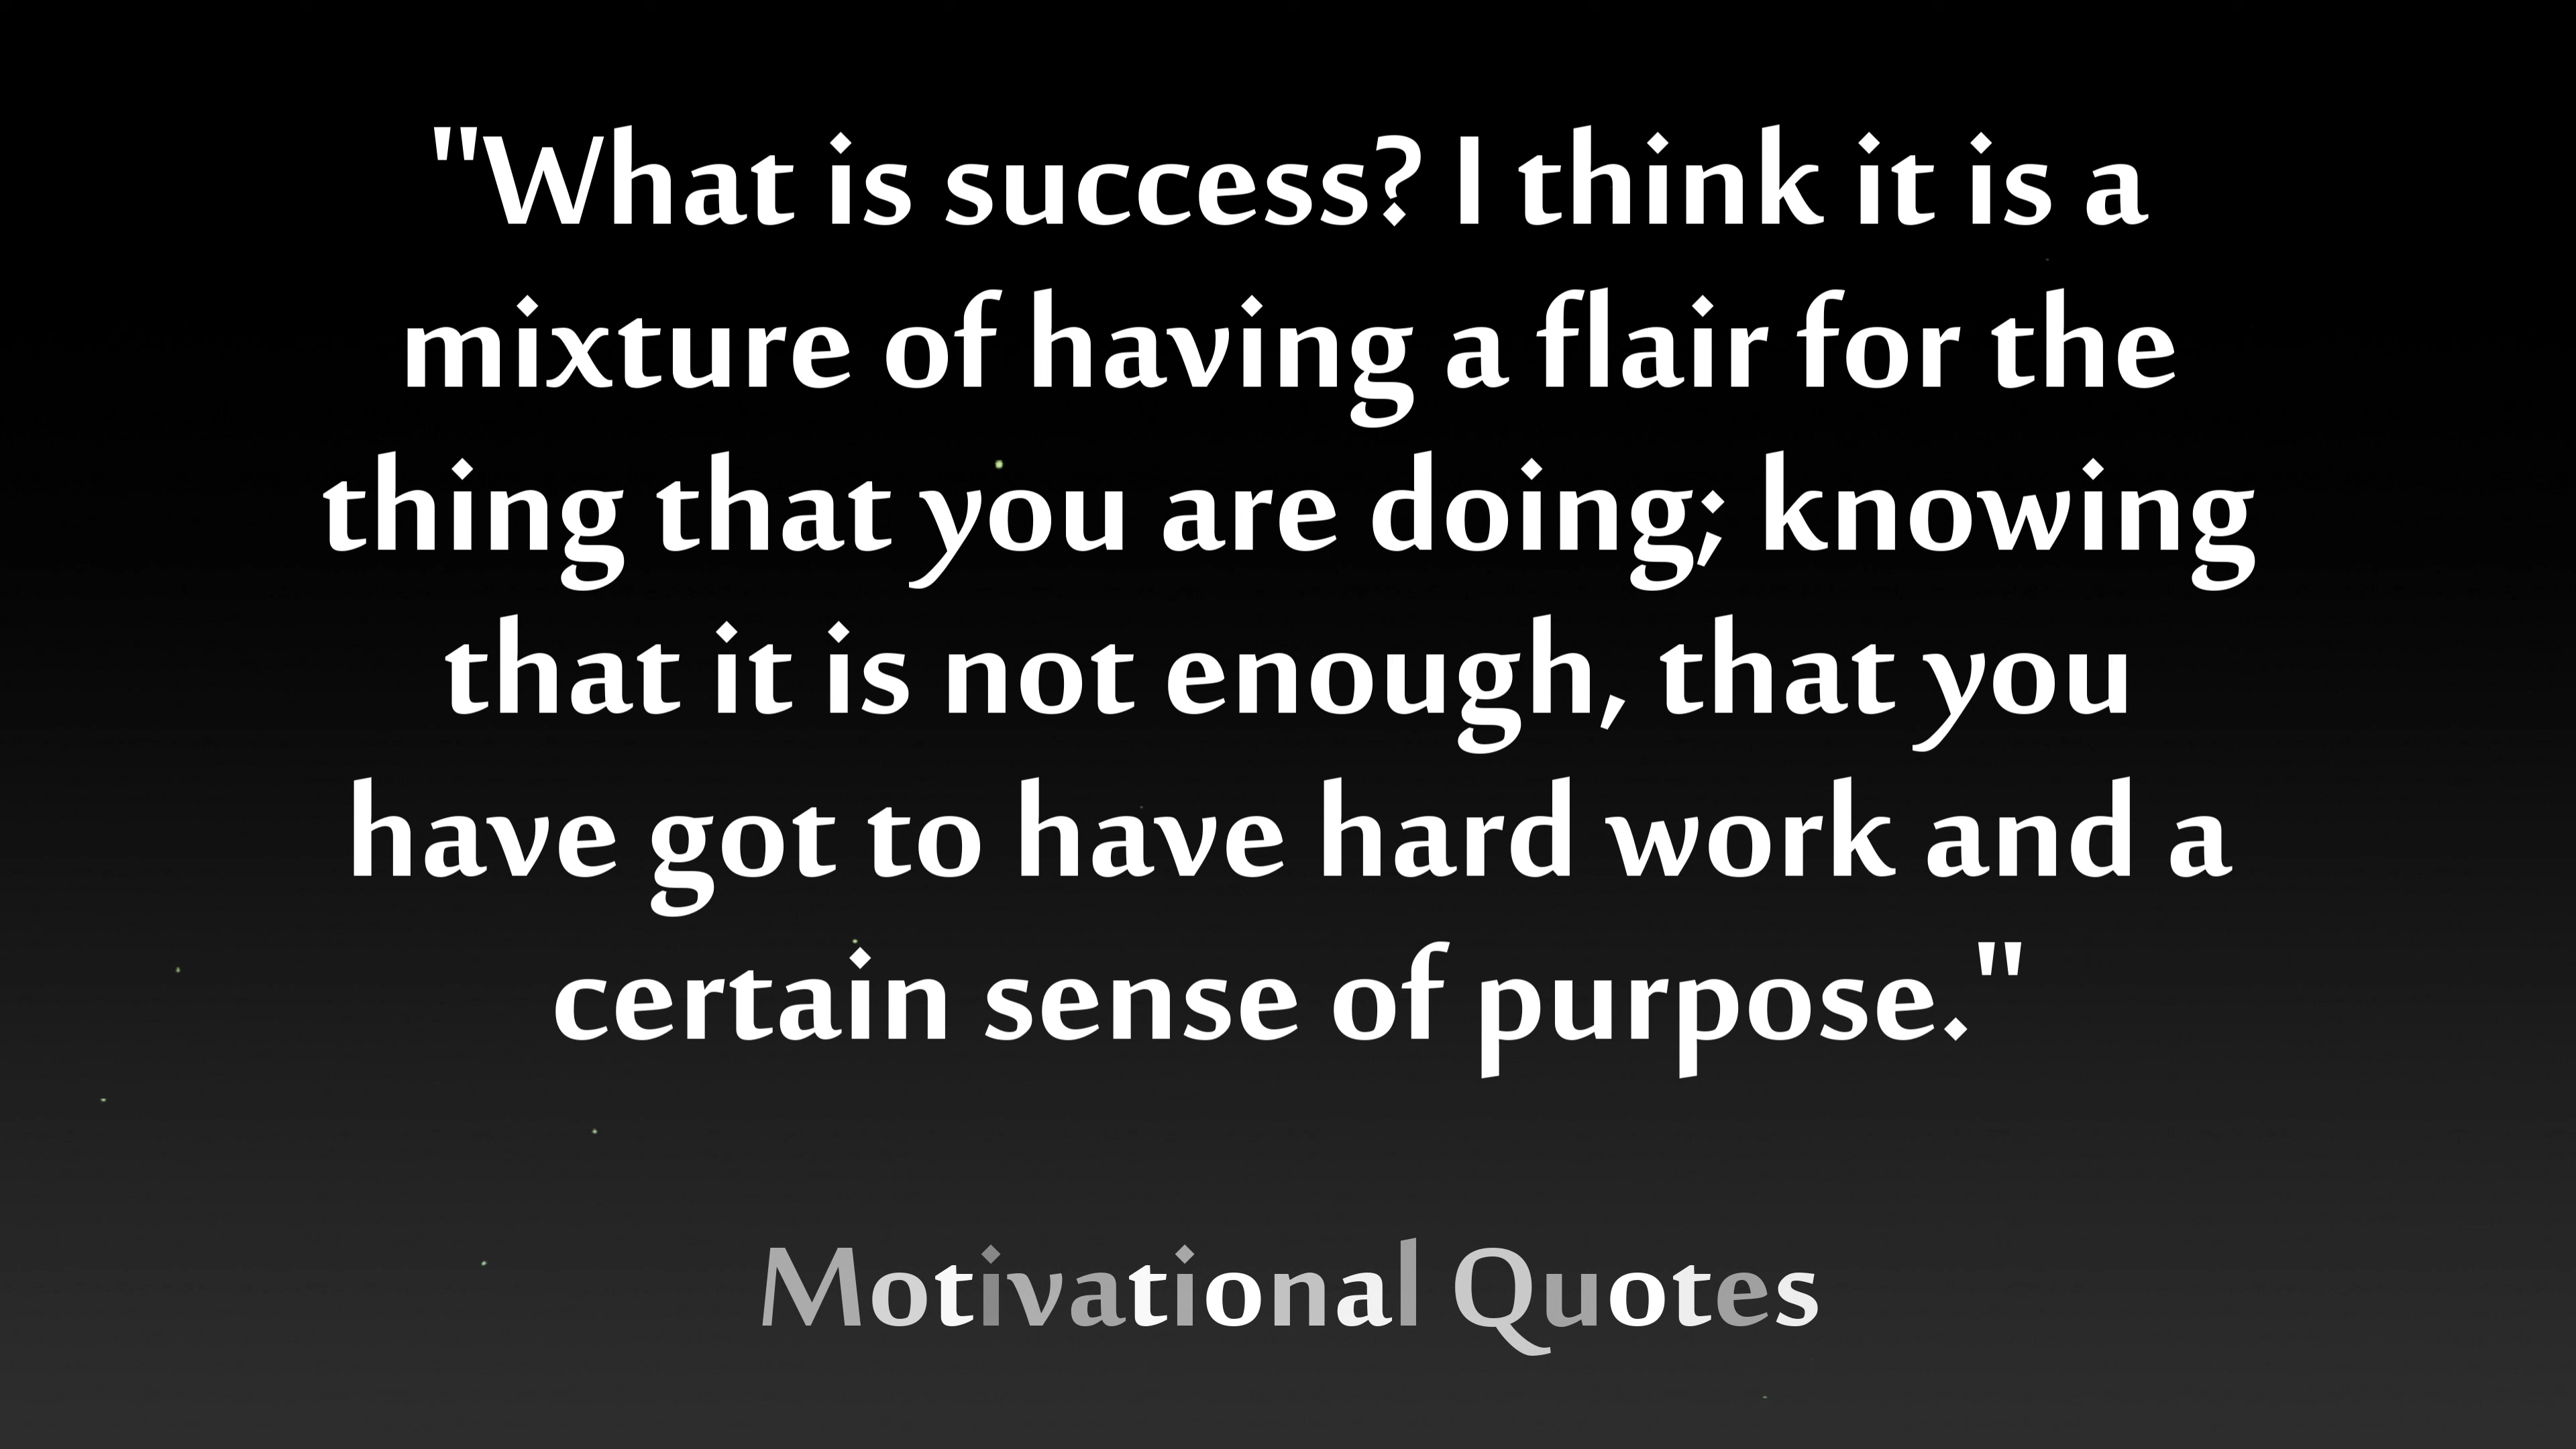 "What is success? I think it is a
mixture of having a flair for the
thing that you are doing; knowing
that it is not enough, that you
have got to have hard work and a
certain sense of purpose."
Motivational Quotes